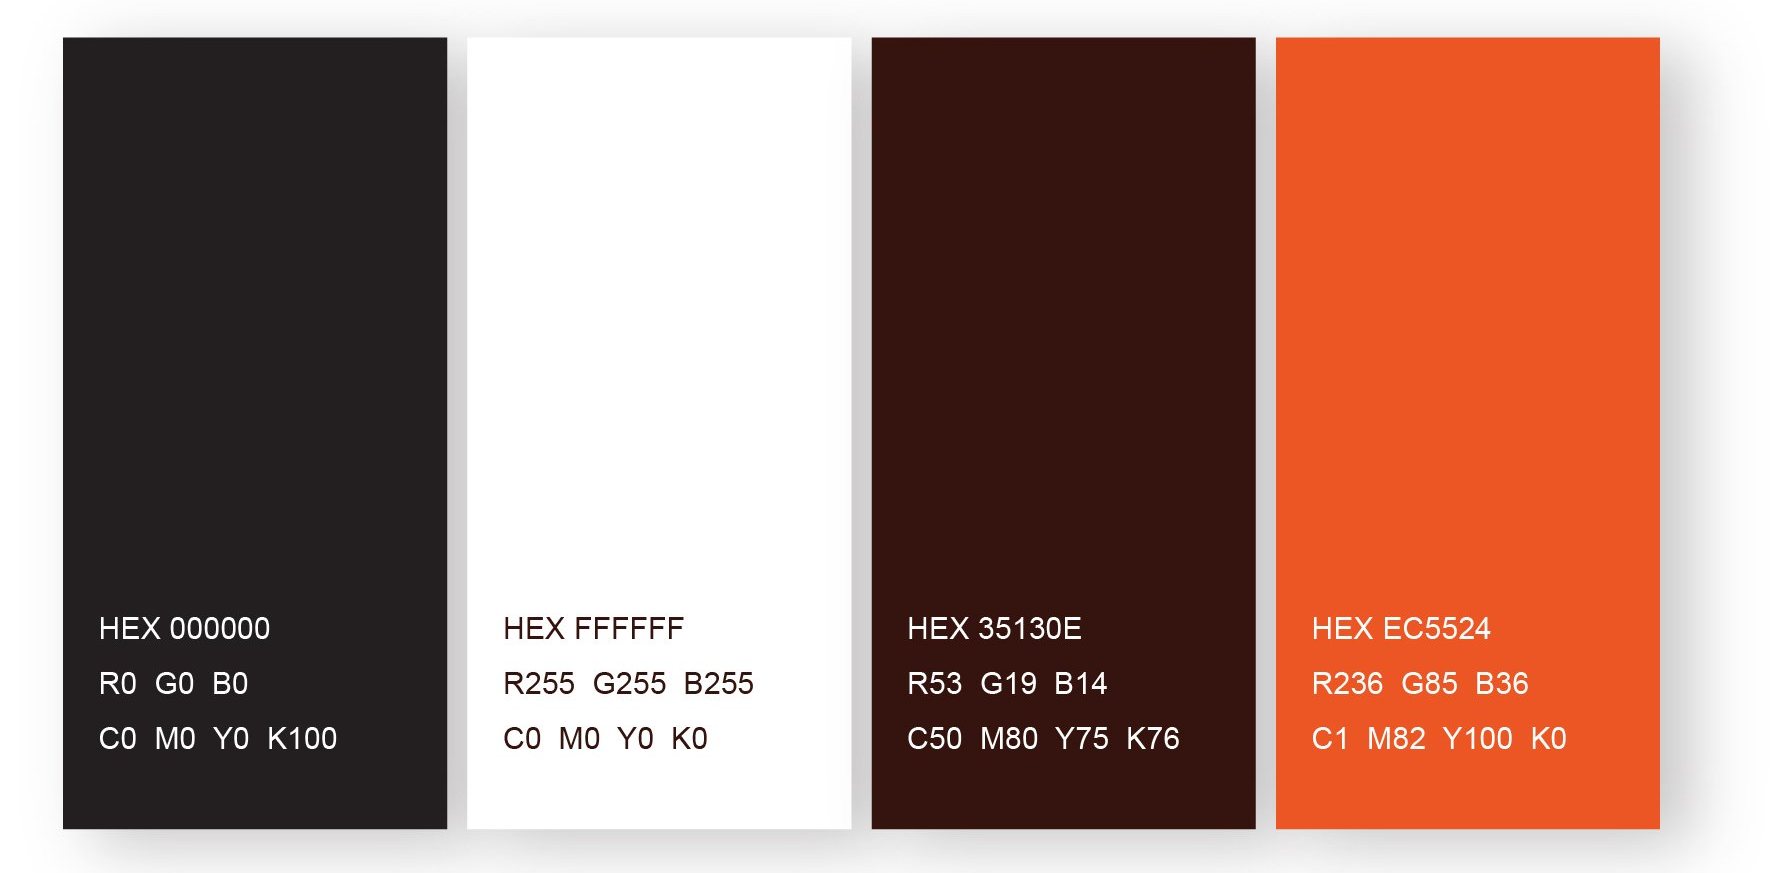 HEX 000000
R0 G0 B0
C0 M0 Y0 K100
HEX FFFFFF
R255 G255 B255
C0 M0 Y0 K0
HEX 35130E
R53 G19 B14
C50 M80 Y75 K76
HEX EC5524
R236 G85 B36
C1 M82 Y100 K0